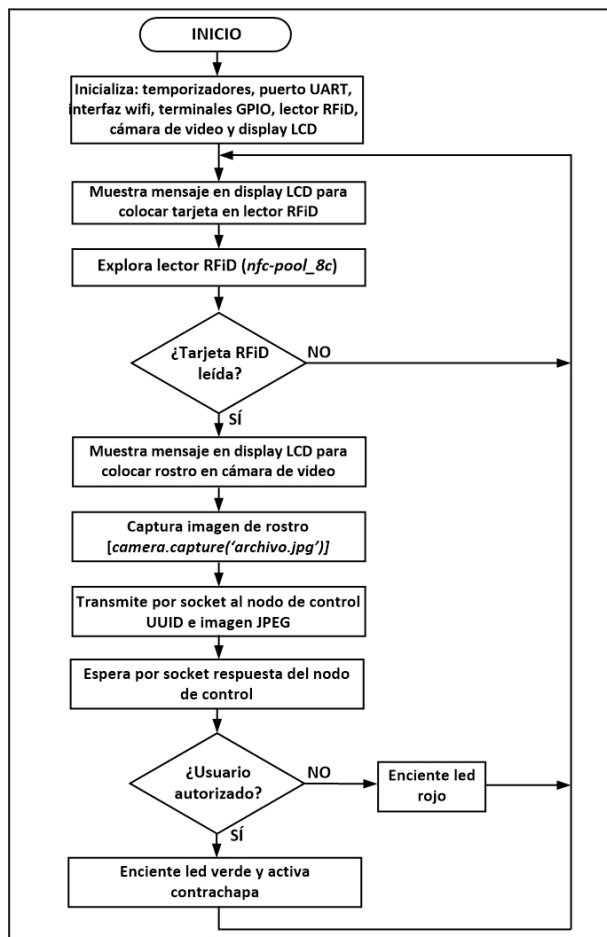 INICIO
Inicializa: temporizadores, puerto UART,
interfaz wifi, terminales GPIO, lector RFiD,
cámara de video y display LCD
Muestra mensaje en display LCD para
colocar tarjeta en lector RFiD
Explora lector RFiD (nfc-pool_8c)
¿Tarjeta RFiD
leída?
NO
SÍ
Muestra mensaje en display LCD para
colocar rostro en cámara de video
Captura imagen de rostro
[camera.capture(‘archivo.jpg’)]
Transmite por socket al nodo de control
UUID e imagen JPEG
Espera por socket respuesta del nodo
de control
¿Usuario
autorizado?
NO
Enciente led
rojo
SÍ
Enciente led verde y activa
contrachapa